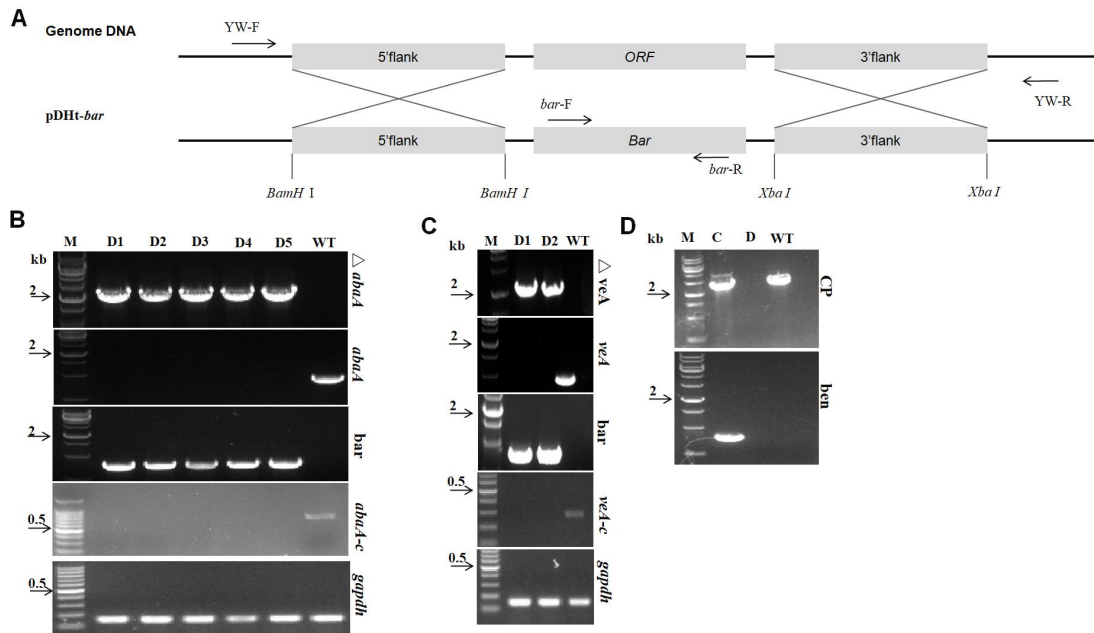 A
Genome DNA
YW-F
5'flank
ORF
3'flank
YW-R
pDHt-bar
bar-F
5'flank
Bar
3'flank
bar-R
BamH I
BamH I
Xba I
Xba I
B
M D1 D2 D3 D4 D5 WT
kb
2
△ abaA
2
abaA
2
bar
0.5
abaA-c
0.5
gapdh
C
M D1 D2 WT
kb
2
△ veA
2
veA
2
bar
0.5
veA-c
0.5
gapdh
D
kb M C D WT
2
CP
2
ben